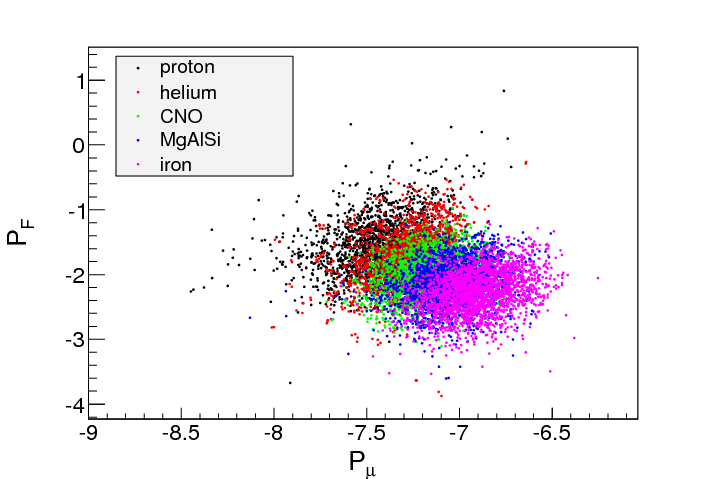 proton
helium
CNO
MgAlSi
iron
1
0
-1
-2
-3
-4
P_F
-9
-8.5
-8
-7.5
-7
-6.5
P_μ